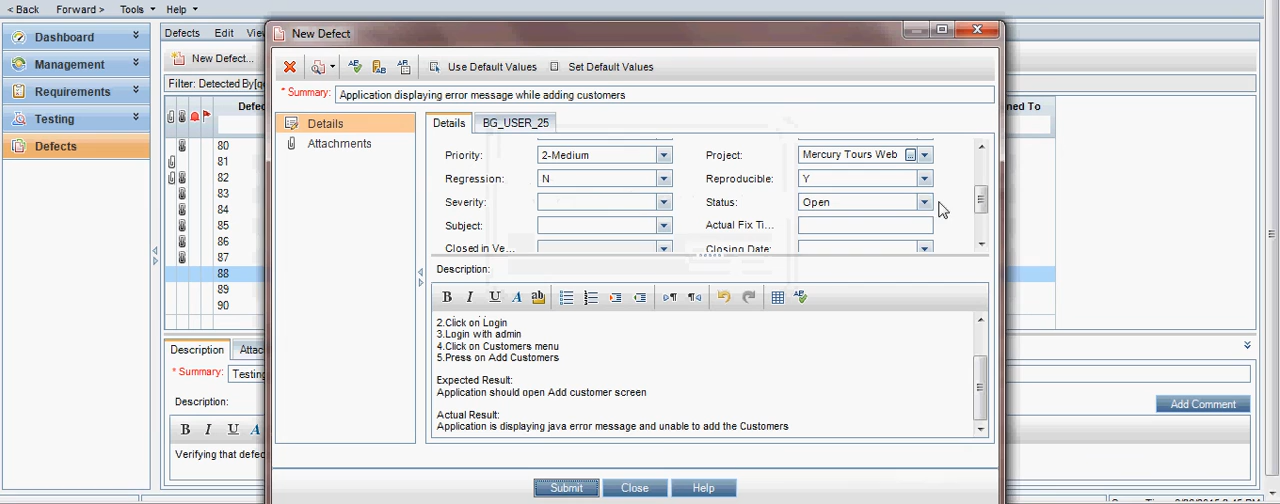 < Back Forward > Tools Help
Dashboard
Management
Requirements
Testing
Defects
Defects Edit
New Defect...
Filter: Detected By[
80
81
82
83
84
85
86
87
88
89
90
Description
* Summary:
Description:
B I U A
New Defect
Use Default Values Set Default Values
* Summary: Application displaying error message while adding customers
Details
Attachments
Details BG_USER_25
Priority: 2-Medium Project: Mercury Tours Web
Regression: N Reproducible: Y
Severity: Status: Open
Subject: Actual Fix Ti...
Closed in Ve... Closing Date:
Description:
B I U A ab
2.Click on Login
3.Login with admin
4.Click on Customers menu
5.Press on Add Customers
Expected Result:
Application should open Add customer screen
Actual Result:
Application is displaying java error message and unable to add the Customers
Submit Close Help
Add Comment